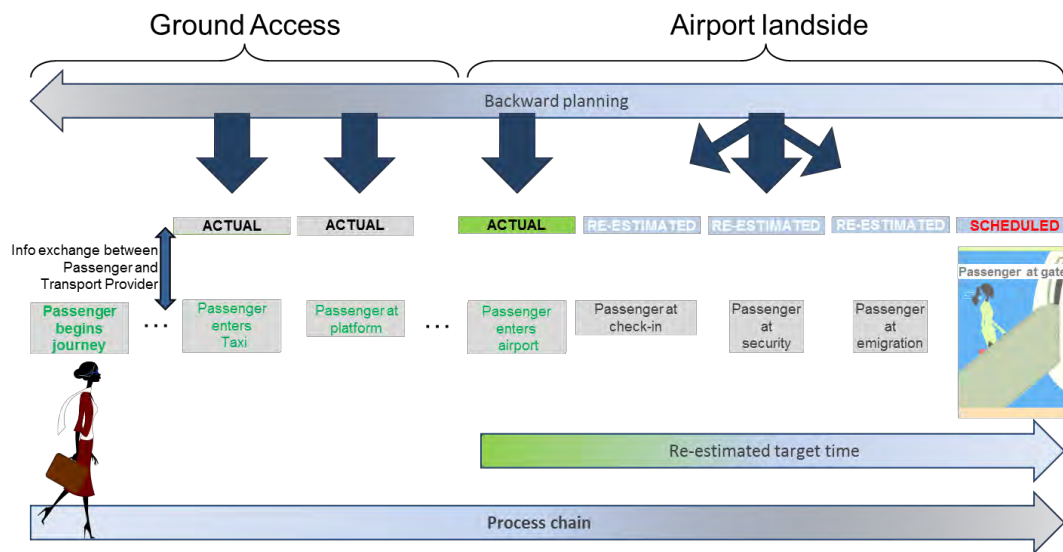 Ground Access
Airport landside
Backward planning
ACTUAL
ACTUAL
ACTUAL
RE-ESTIMATED
RE-ESTIMATED
RE-ESTIMATED
SCHEDULED
Info exchange between
Passenger and
Transport Provider
Passenger at gate
Passenger
begins
journey
...
Passenger
enters
Taxi
Passenger at
platform
...
Passenger
enters
airport
Passenger at
check-in
Passenger
at
security
Passenger
at
emigration
Re-estimated target time
Process chain